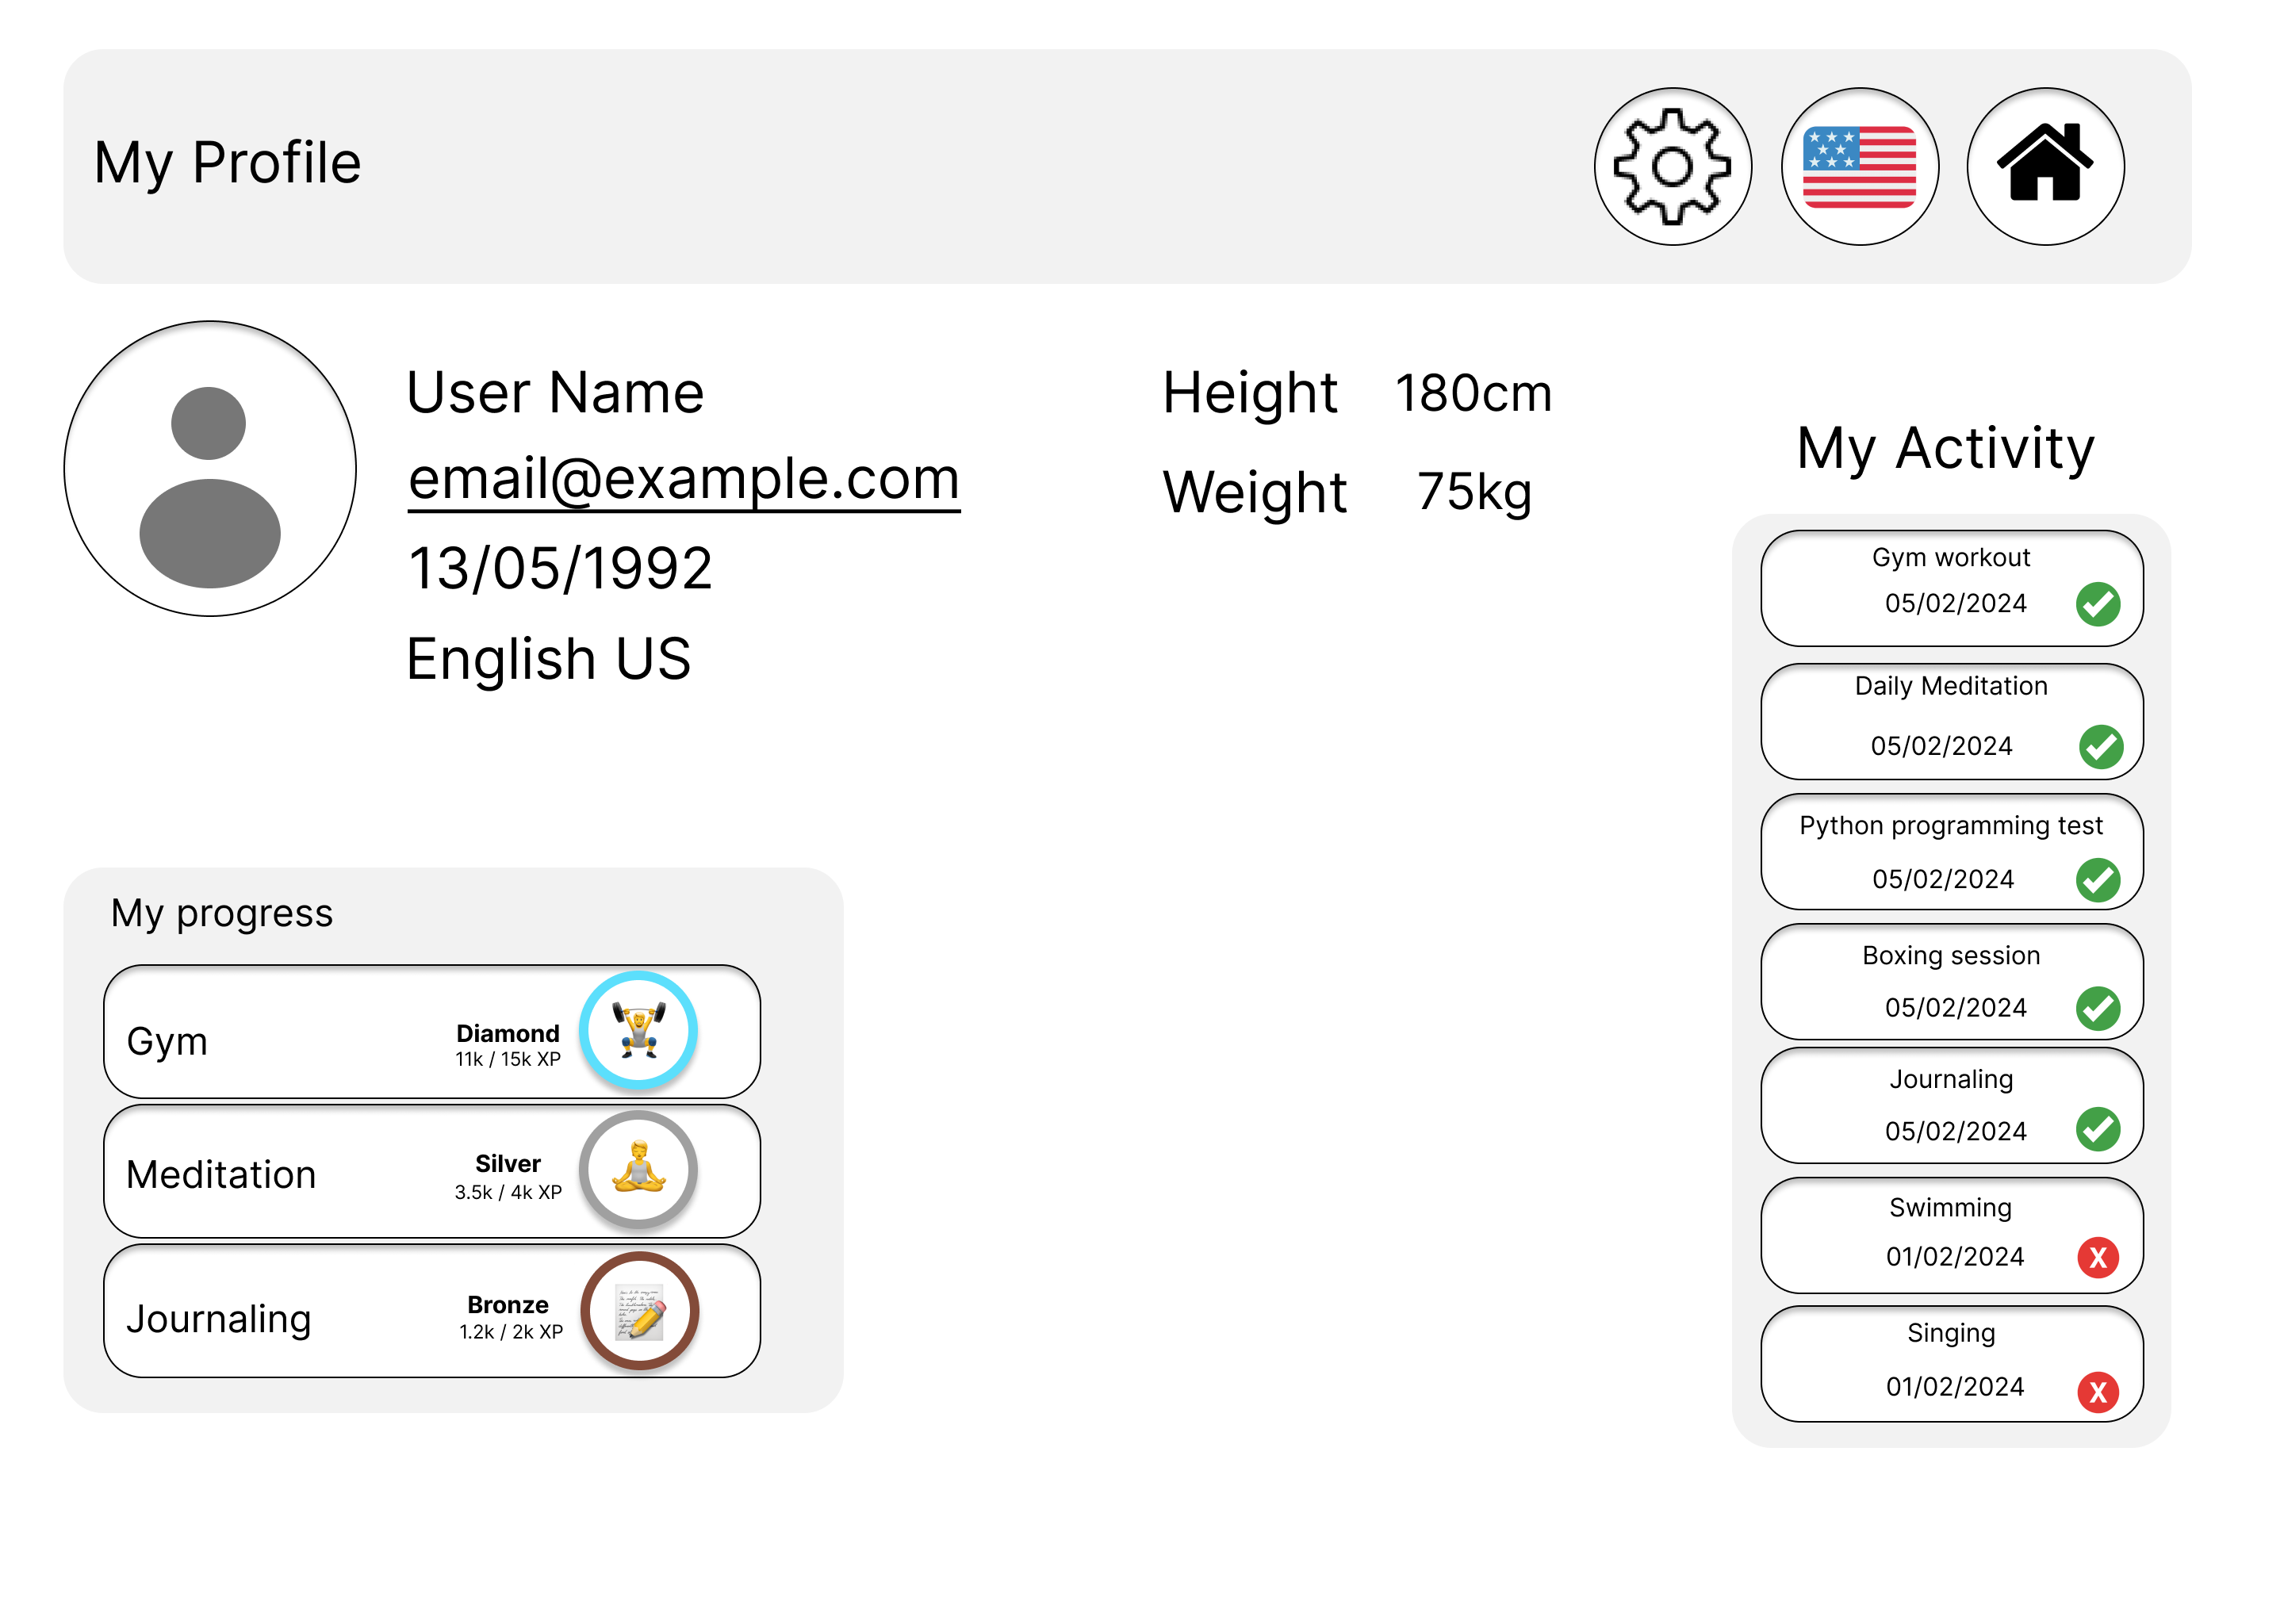 My Profile
User Name
email@example.com
13/05/1992
English US
Height 180cm
Weight 75kg
My progress
Gym
Diamond
11k / 15k XP
Meditation
Silver
3.5k / 4k XP
Journaling
Bronze
1.2k / 2k XP
My Activity
Gym workout
05/02/2024
Daily Meditation
05/02/2024
Python programming test
05/02/2024
Boxing session
05/02/2024
Journaling
05/02/2024
Swimming
01/02/2024
X
Singing
01/02/2024
X